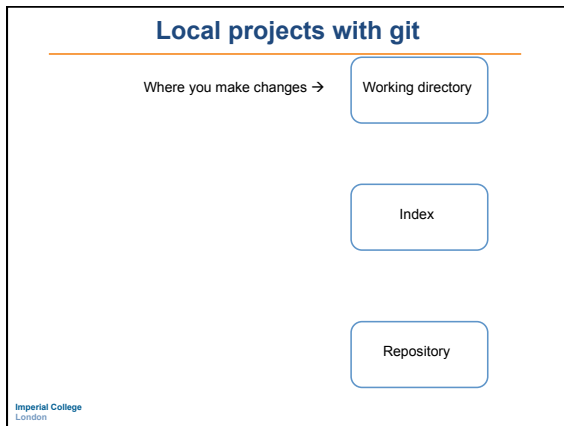 Local projects with git
Where you make changes → Working directory
Index
Repository
Imperial College
London